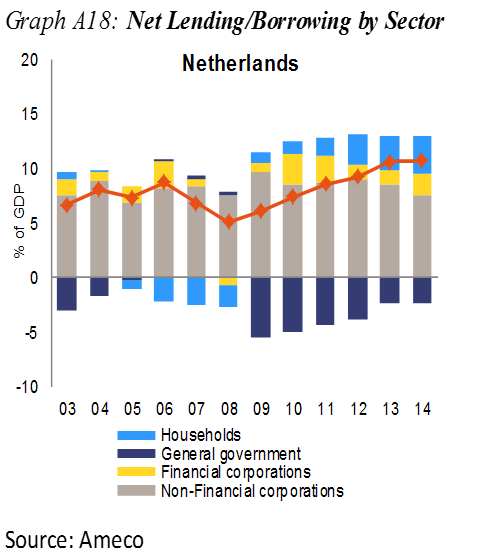 Graph A18: Net Lending/Borrowing by Sector
Netherlands
20
15
10
5
0
-5
-10
% of GDP
03 04 05 06 07 08 09 10 11 12 13 14
Households
General government
Financial corporations
Non-Financial corporations
Source: Ameco